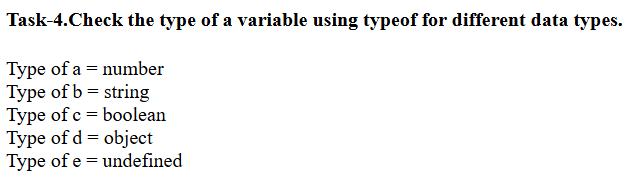 Task-4.Check the type of a variable using typeof for different data types.
Type of a = number
Type of b = string
Type of c = boolean
Type of d = object
Type of e = undefined